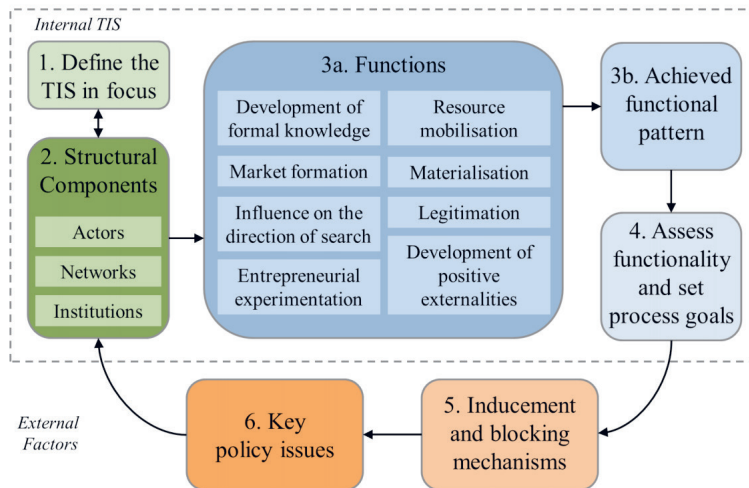 Internal TIS
1. Define the
TIS in focus
2. Structural
Components
Actors
Networks
Institutions
3a. Functions
Development of
formal knowledge
Market formation
Influence on the
direction of search
Entrepreneurial
experimentation
Resource
mobilisation
Materialisation
Legitimation
Development of
positive
externalities
3b. Achieved
functional
pattern
4. Assess
functionality
and set
process goals
5. Inducement
and blocking
mechanisms
6. Key
policy issues
External
Factors